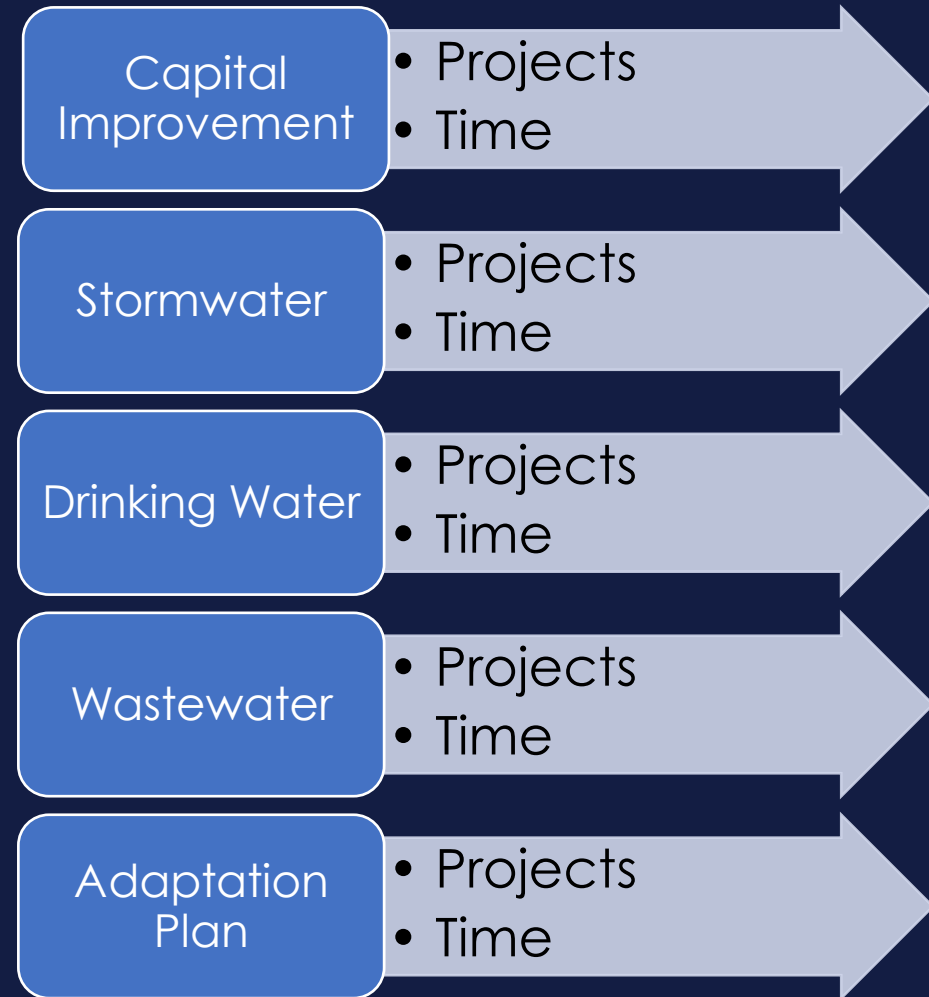 Capital
Improvement
• Projects
• Time
Stormwater
• Projects
• Time
Drinking Water
• Projects
• Time
Wastewater
• Projects
• Time
Adaptation
Plan
• Projects
• Time